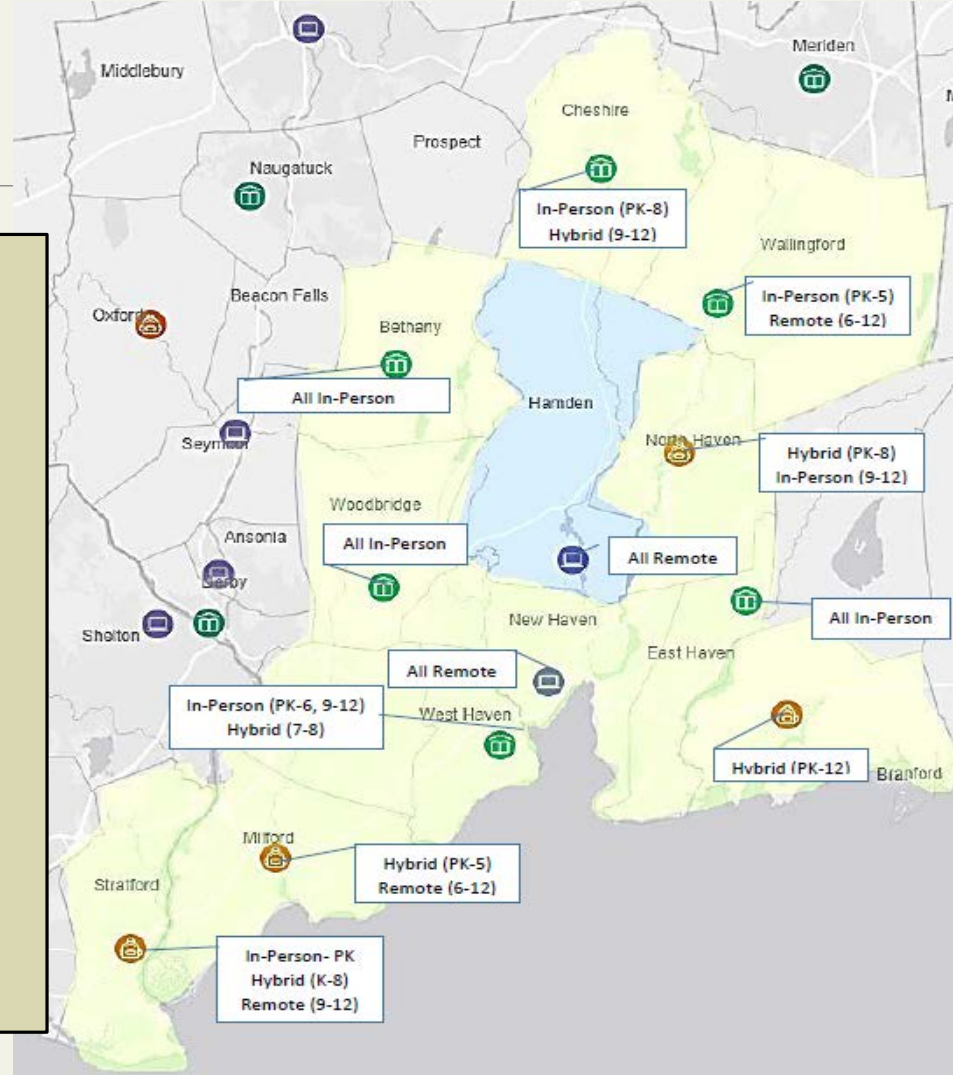 Middlebury
Meriden
Cheshire
Prospect
Naugatuck
In-Person (PK-8)
Hybrid (9-12)
Wallingford
Beacon Falls
Oxford
Bethany
In-Person (PK-5)
Remote (6-12)
All In-Person
Hamden
Seymour
North Haven
Hybrid (PK-8)
In-Person (9-12)
Woodbridge
Ansonia
All In-Person
All Remote
Derby
Shelton
New Haven
All In-Person
East Haven
All Remote
In-Person (PK-6, 9-12)
Hybrid (7-8)
West Haven
Hybrid (PK-12)
Branford
Milford
Hybrid (PK-5)
Remote (6-12)
Stratford
In-Person- PK
Hybrid (K-8)
Remote (9-12)